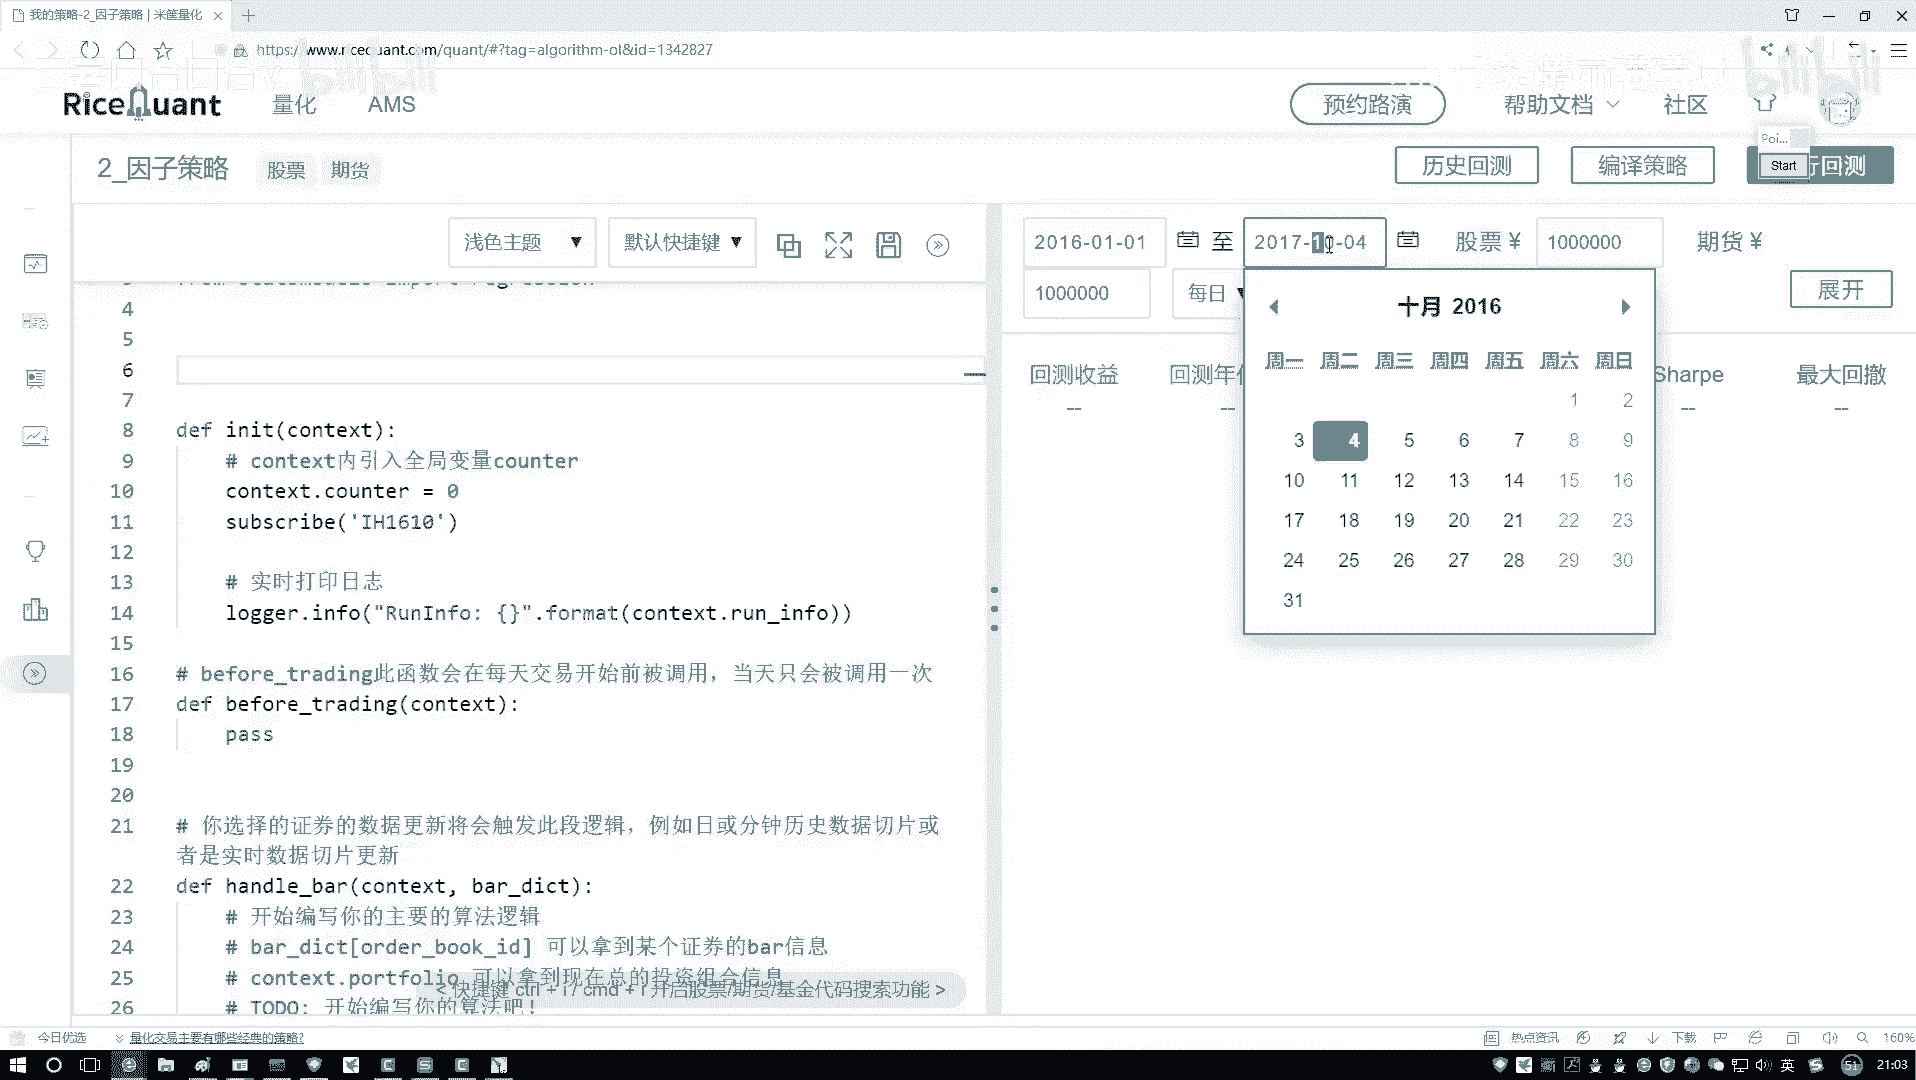 我的策略-2_因子策略 | 米筐量化
https://www.ricequant.com/quant/#?tag=algorithm-ol&id=1342827
RiceQuant 量化 AMS 预约路演 帮助文档 社区
Poi...
2_因子策略 股票 期货 历史回测 编译策略 Start 行回测
浅色主题 ▼ 默认快捷键 ▼
2016-01-01 至 2017-10-04 股票 ¥ 1000000 期货 ¥
1000000 每日 展开
十月 2016
周一 周二 周三 周四 周五 周六 周日
1 2
3 4 5 6 7 8 9
10 11 12 13 14 15 16
17 18 19 20 21 22 23
24 25 26 27 28 29 30
31
回测收益 回测年 Sharpe 最大回撤
-- -- -- --
4
5
6
7
8 def init(context):
9 # context内引入全局变量counter
10 context.counter = 0
11 subscribe('IH1610')
12
13 # 实时打印日志
14 logger.info("RunInfo: {}".format(context.run_info))
15
16 # before_trading此函数会在每天交易开始前被调用，当天只会被调用一次
17 def before_trading(context):
18 pass
19
20
21 # 你选择的证券的数据更新将会触发此段逻辑，例如日或分钟历史数据切片或
者是实时数据切片更新
22 def handle_bar(context, bar_dict):
23 # 开始编写你的主要的算法逻辑
24 # bar_dict[order_book_id] 可以拿到某个证券的bar信息
25 # context.portfolio 可以拿到现在总的投资组合信息
< 快捷键 ctrl + i / cmd + i 开启股票/期货/基金代码搜索功能 >
26 # TODO: 开始编写你的算法吧！
今日优选 量化交易主要有哪些经典的策略? 热点资讯 下载 160%
英 51 21:03